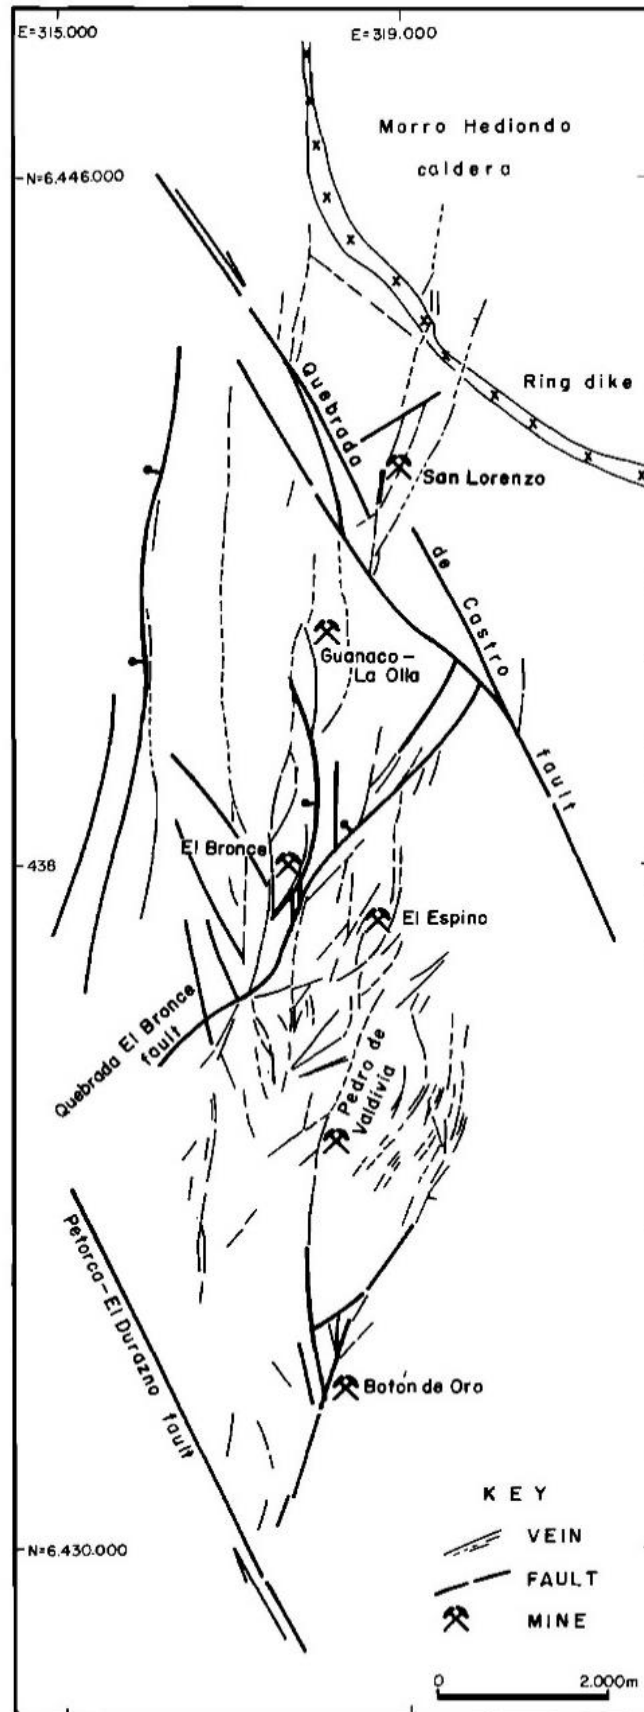 E=315.000
E=319.000
Morro Hediondo
caldera
N=6.446.000
Ring dike
Quebrada
de Castro
fault
San Lorenzo
Guanaco-
La Olla
El Bronce
438
El Espino
Quebrada El Bronce
fault
Pedro de
Valdivia
Petorca-El Durazno fault
Botón de Oro
KEY
VEIN
FAULT
MINE
N=6.430.000
0
2.000m